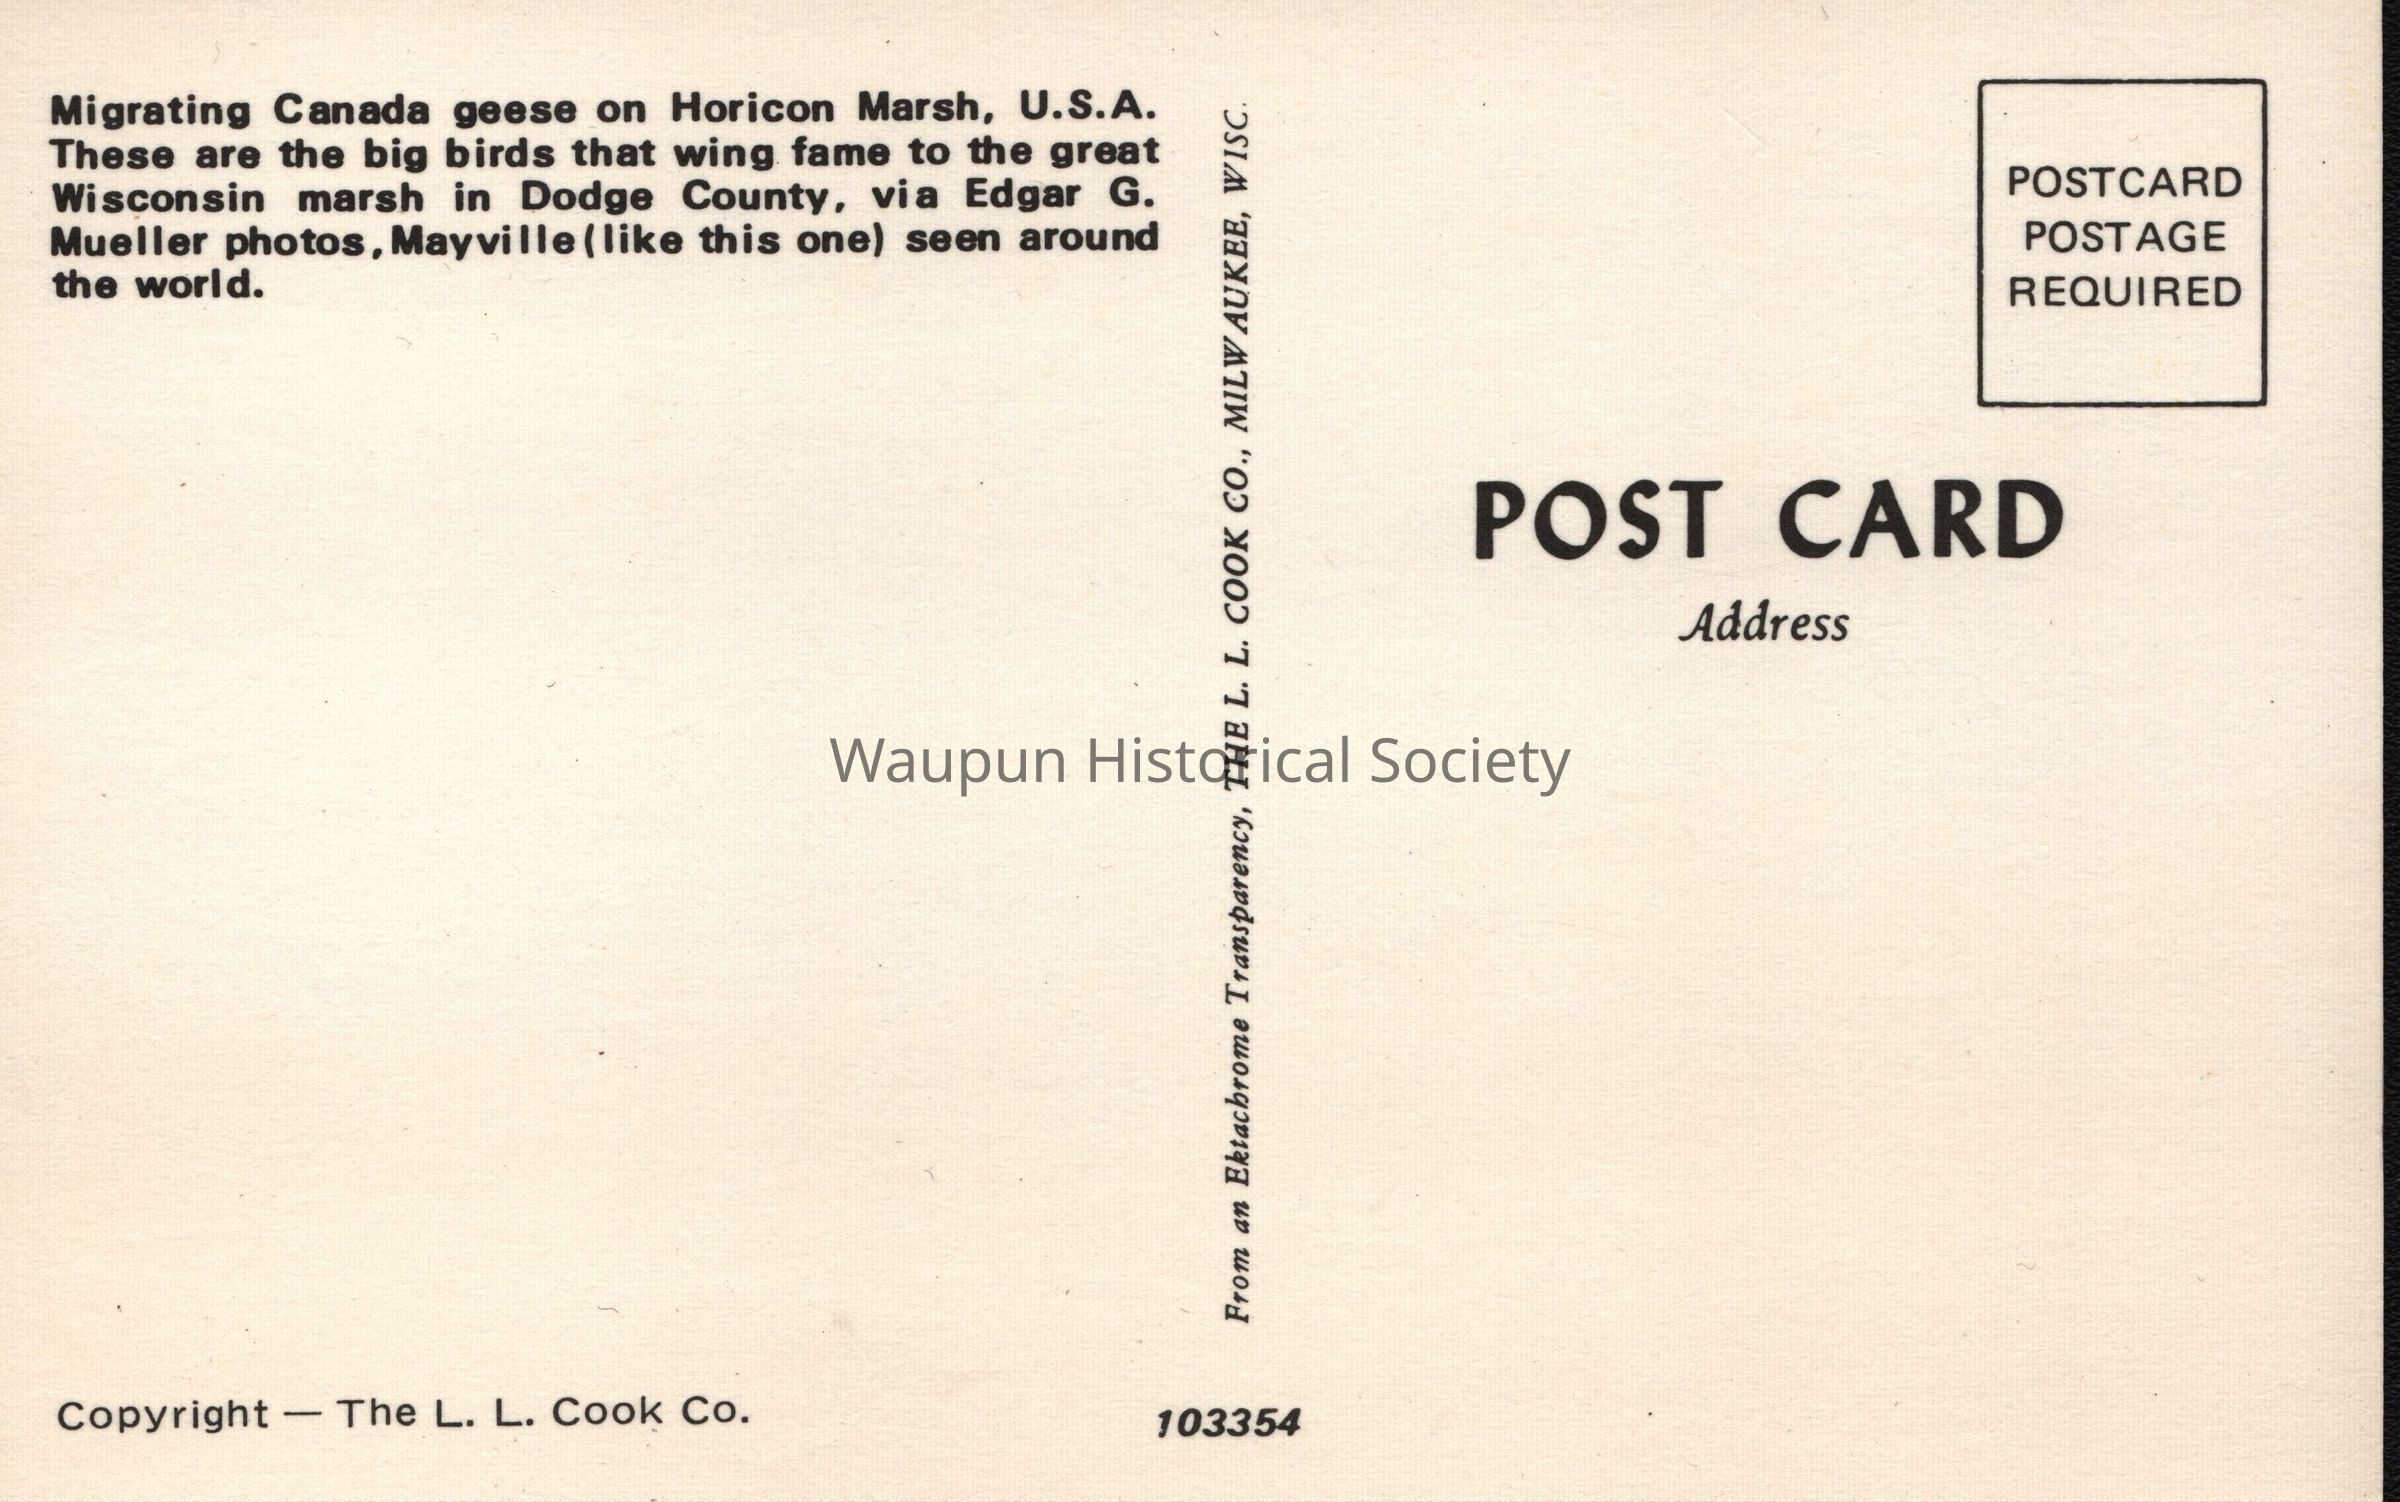 Migrating Canada geese on Horicon Marsh, U.S.A.
These are the big birds that wing fame to the great
Wisconsin marsh in Dodge County, via Edgar G.
Mueller photos, Mayville (like this one) seen around
the world.
Copyright — The L. L. Cook Co.
From an Ektachrome Transparency, THE L. L. COOK CO., MILWAUKEE, WISC.
103354
POSTCARD
POSTAGE
REQUIRED
POST CARD
Address
Waupun Historical Society